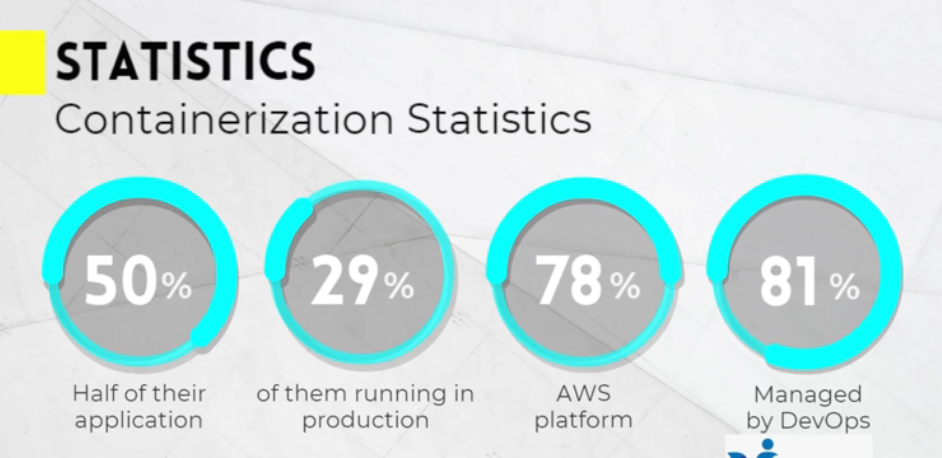 STATISTICS
Containerization Statistics
50%
29%
78%
81%
Half of their
application
of them running in
production
AWS
platform
Managed
by DevOps